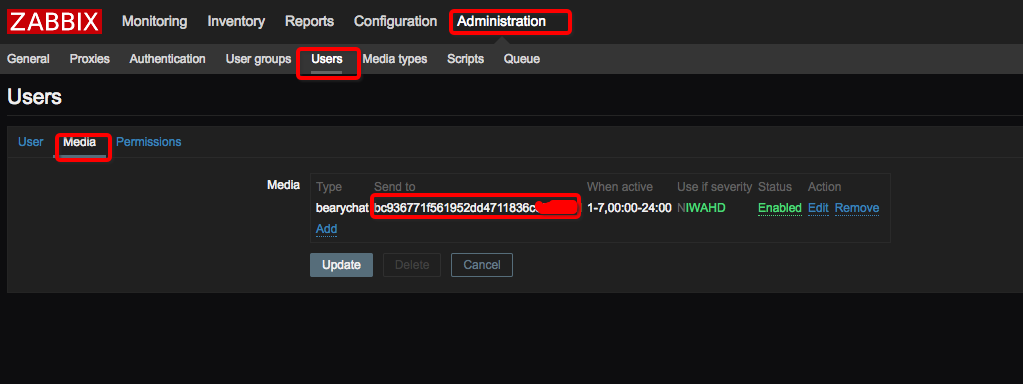 ZABBIX Monitoring Inventory Reports Configuration Administration
General Proxies Authentication User groups Users Media types Scripts Queue
Users
User Media Permissions
Media Type Send to When active Use if severity Status Action
bearychat 1-7,00:00-24:00 NIWAHD Enabled Edit Remove
Add
Update Delete Cancel